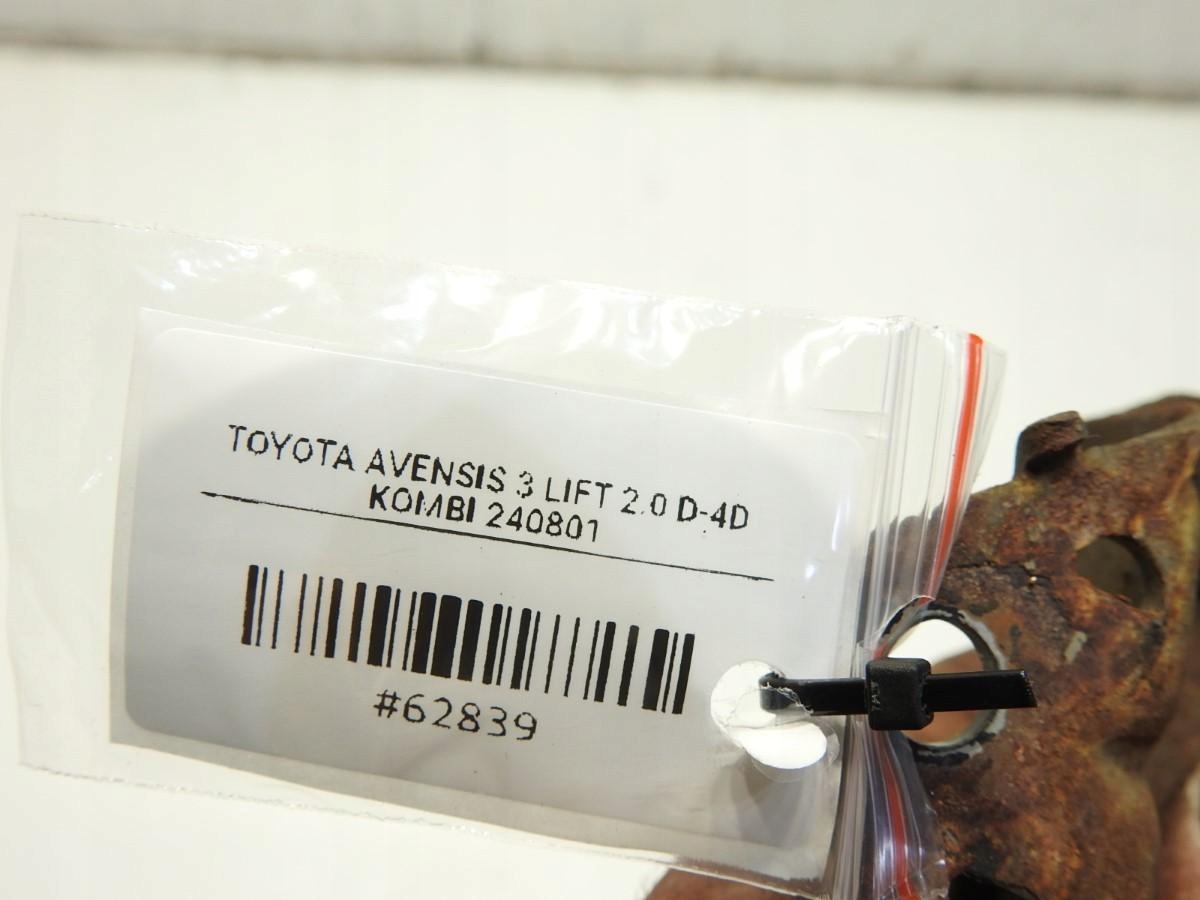 TOYOTA AVENSIS 3 LIFT 2.0 D-4D
KOMBI 240801
#62839